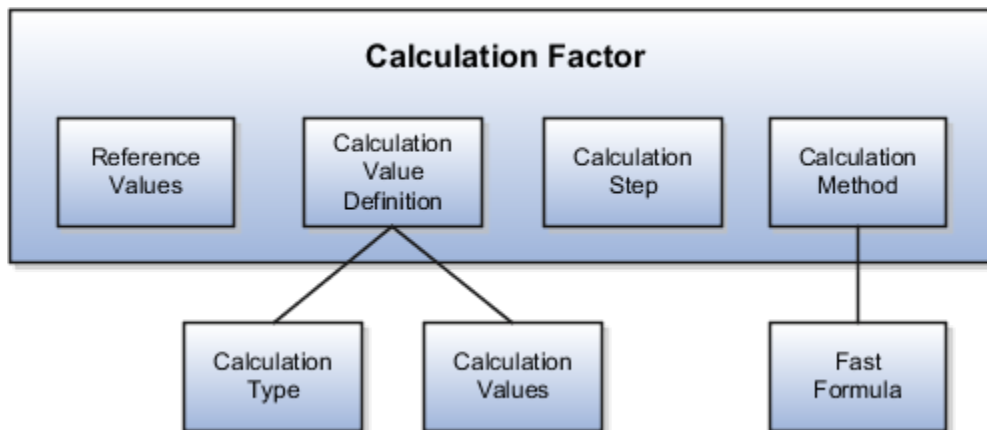 Calculation Factor
Reference
Values
Calculation
Value
Definition
Calculation
Step
Calculation
Method
Calculation
Type
Calculation
Values
Fast
Formula